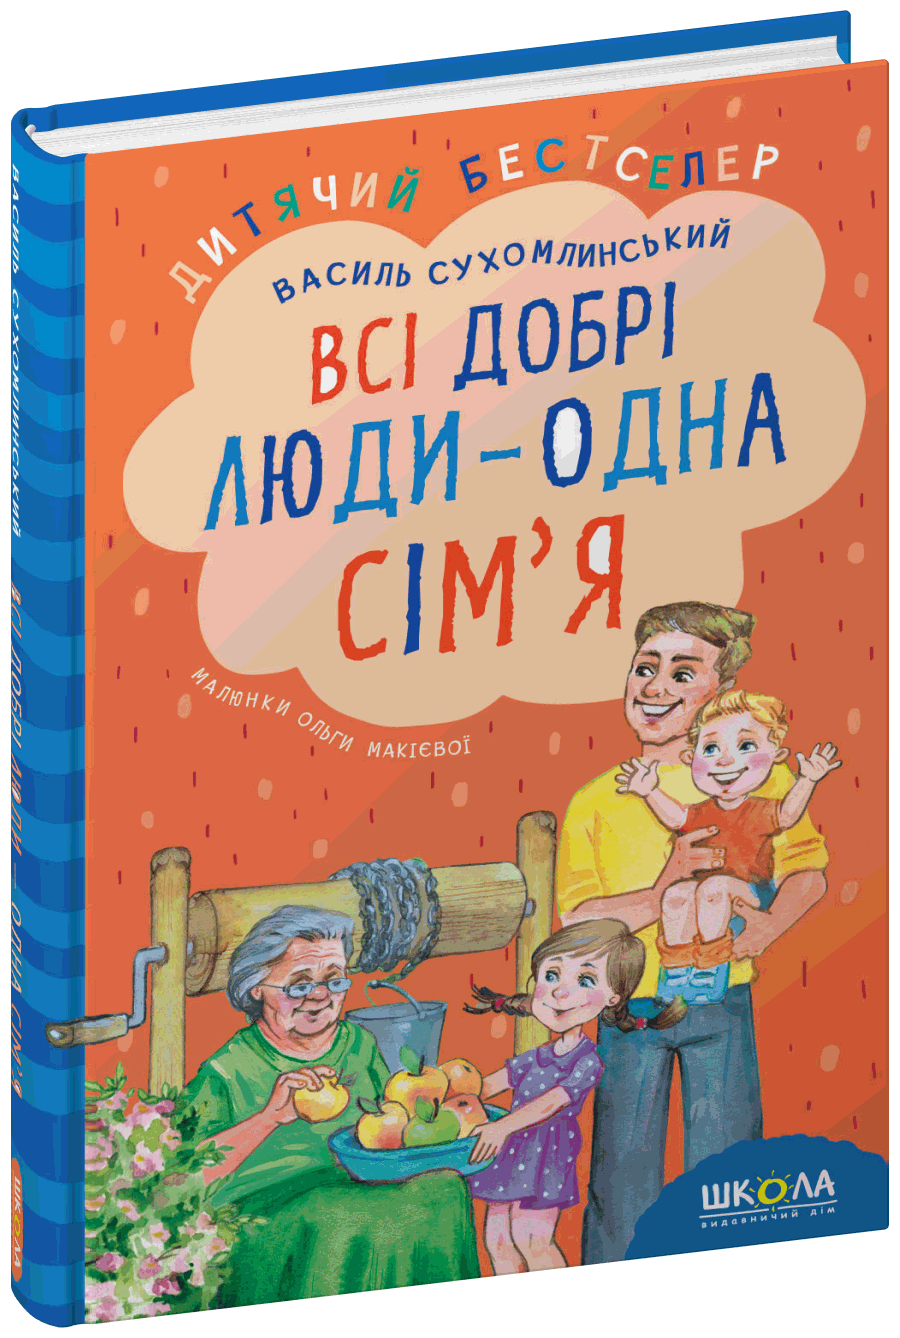 ДИТЯЧИЙ БЕСТСЕЛЕР
ВАСИЛЬ СУХОМЛИНСЬКИЙ
ВСІ ДОБРІ
ЛЮДИ – ОДНА
СІМ’Я
МАЛЮНКИ ОЛЬГИ МАКІЄВОЇ
ШКОЛА
видавничий дім
ВАСИЛЬ СУХОМЛИНСЬКИЙ ВСІ ДОБРІ ЛЮДИ – ОДНА СІМ’Я ШКОЛА